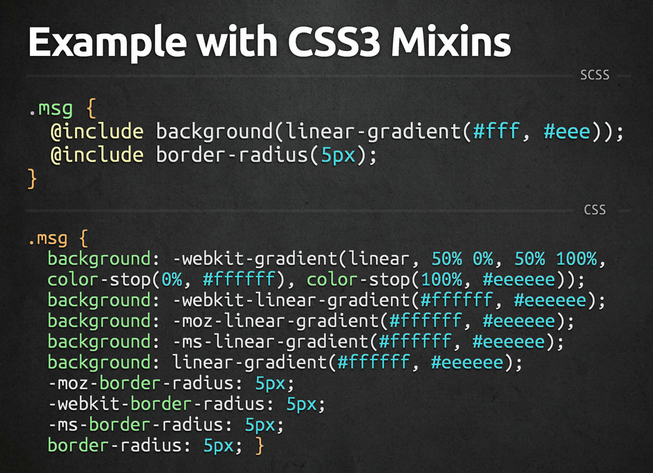 Example with CSS3 Mixins
SCSS
.msg {
@include background(linear-gradient(#fff, #eee));
@include border-radius(5px);
}
CSS
.msg {
background: -webkit-gradient(linear, 50% 0%, 50% 100%,
color-stop(0%, #ffffff), color-stop(100%, #eeeeee));
background: -webkit-linear-gradient(#ffffff, #eeeeee);
background: -moz-linear-gradient(#ffffff, #eeeeee);
background: -ms-linear-gradient(#ffffff, #eeeeee);
background: linear-gradient(#ffffff, #eeeeee);
-moz-border-radius: 5px;
-webkit-border-radius: 5px;
-ms-border-radius: 5px;
border-radius: 5px; }